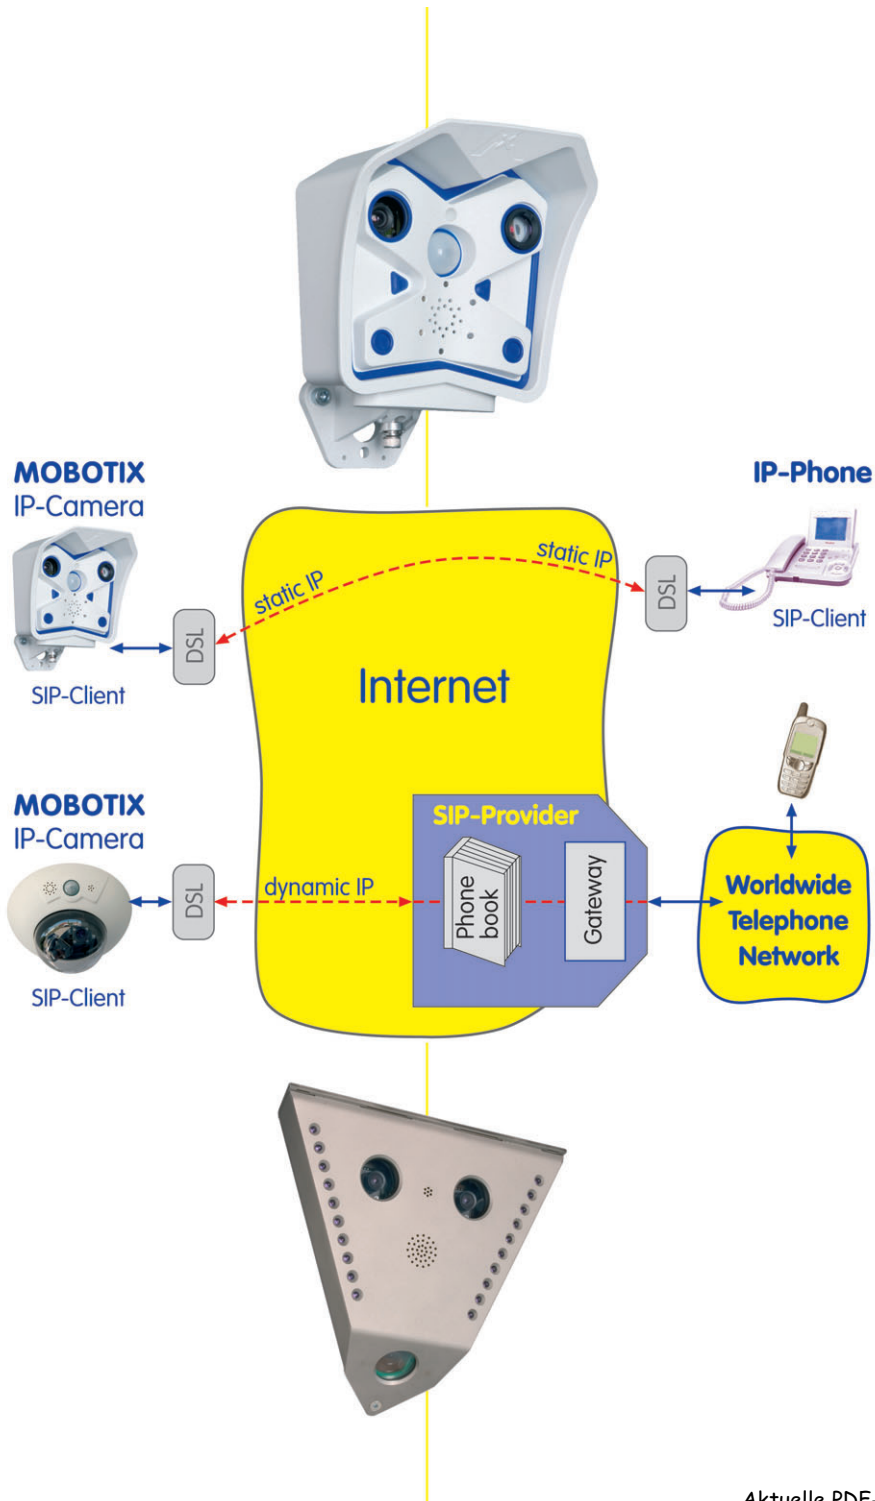 MOBOTIX
IP-Camera
IP-Phone
static IP
static IP
DSL
DSL
SIP-Client
SIP-Client
Internet
MOBOTIX
IP-Camera
SIP-Provider
DSL
dynamic IP
Phone
book
Gateway
Worldwide
Telephone
Network
SIP-Client
Aktuelle PDF-